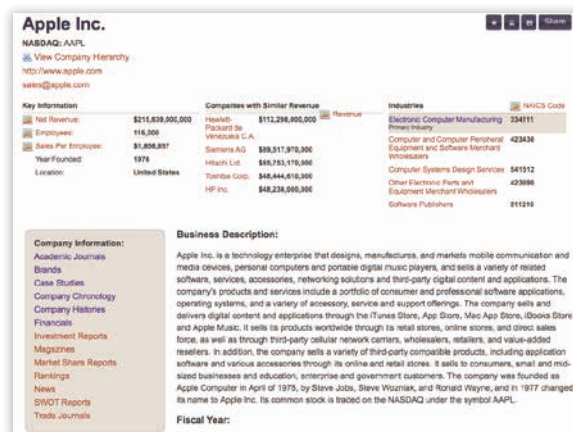 Apple Inc.
Share
NASDAQ: AAPL
View Company Hierarchy
http://www.apple.com
sales@apple.com
Key Information
Net Revenue: $215,639,000,000
Employees: 116,000
Sales Per Employee:
Year Founded: 1976
Location: United States
Companies with Similar Revenue Revenue
Hewlett-Packard de Venezuela C.A. $112,298,000,000
Siemens AG $89,517,970,000
Hitachi Ltd.
Toshiba Corp.
HP Inc. $48,238,000,000
Industries NAICS Code
Electronic Computer Manufacturing 334111
Primary Industry
Computer and Computer Peripheral 423430
Equipment and Software Merchant
Wholesalers
Computer Systems Design Services 541512
Other Electronic Parts and 423690
Equipment Merchant Wholesalers
Software Publishers 511210
Company Information:
Academic Journals
Brands
Case Studies
Company Chronology
Company Histories
Financials
Investment Reports
Magazines
Market Share Reports
Rankings
News
SWOT Reports
Trade Journals
Business Description:
Apple Inc. is a technology enterprise that designs, manufactures, and markets mobile communication and
media devices, personal computers and portable digital music players, and sells a variety of related
software, services, accessories, networking solutions and third-party digital content and applications. The
company's products and services include a portfolio of consumer and professional software applications,
operating systems, and a variety of accessory, service and support offerings. The company sells and
delivers digital content and applications through the iTunes Store, App Store, Mac App Store, iBooks Store
and Apple Music. It sells its products worldwide through its retail stores, online stores, and direct sales
force, as well as through third-party cellular network carriers, wholesalers, retailers, and value-added
resellers. In addition, the company sells a variety of third-party compatible products, including application
software and various accessories through its online and retail stores. It sells to consumers, small and mid-
sized businesses and education, enterprise and government customers. The company was founded as
Apple Computer in April of 1976, by Steve Jobs, Steve Wozniak, and Ronald Wayne, and in 1977 changed
its name to Apple Inc. Its common stock is traded on the NASDAQ under the symbol AAPL.
Fiscal Year: